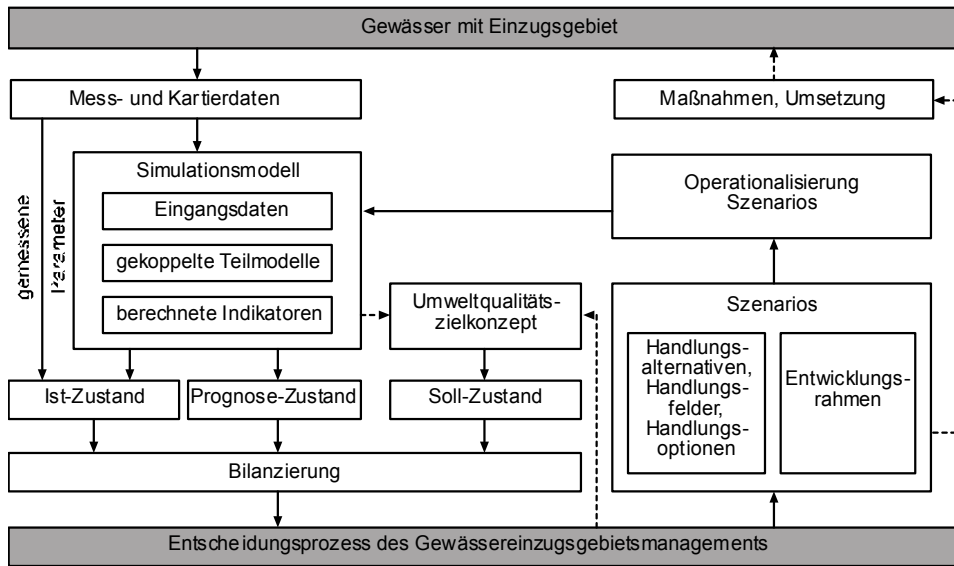 Gewässer mit Einzugsgebiet
Mess- und Kartierdaten
Maßnahmen, Umsetzung
gemessene
Parameter
Simulationsmodell
Eingangsdaten
gekoppelte Teilmodelle
berechnete Indikatoren
Operationalisierung
Szenarios
Umweltqualitäts-
zielkonzept
Szenarios
Handlungs-
alternativen,
Handlungs-
felder,
Handlungs-
optionen
Entwicklungs-
rahmen
Ist-Zustand
Prognose-Zustand
Soll-Zustand
Bilanzierung
Entscheidungsprozess des Gewässereinzugsgebietsmanagements